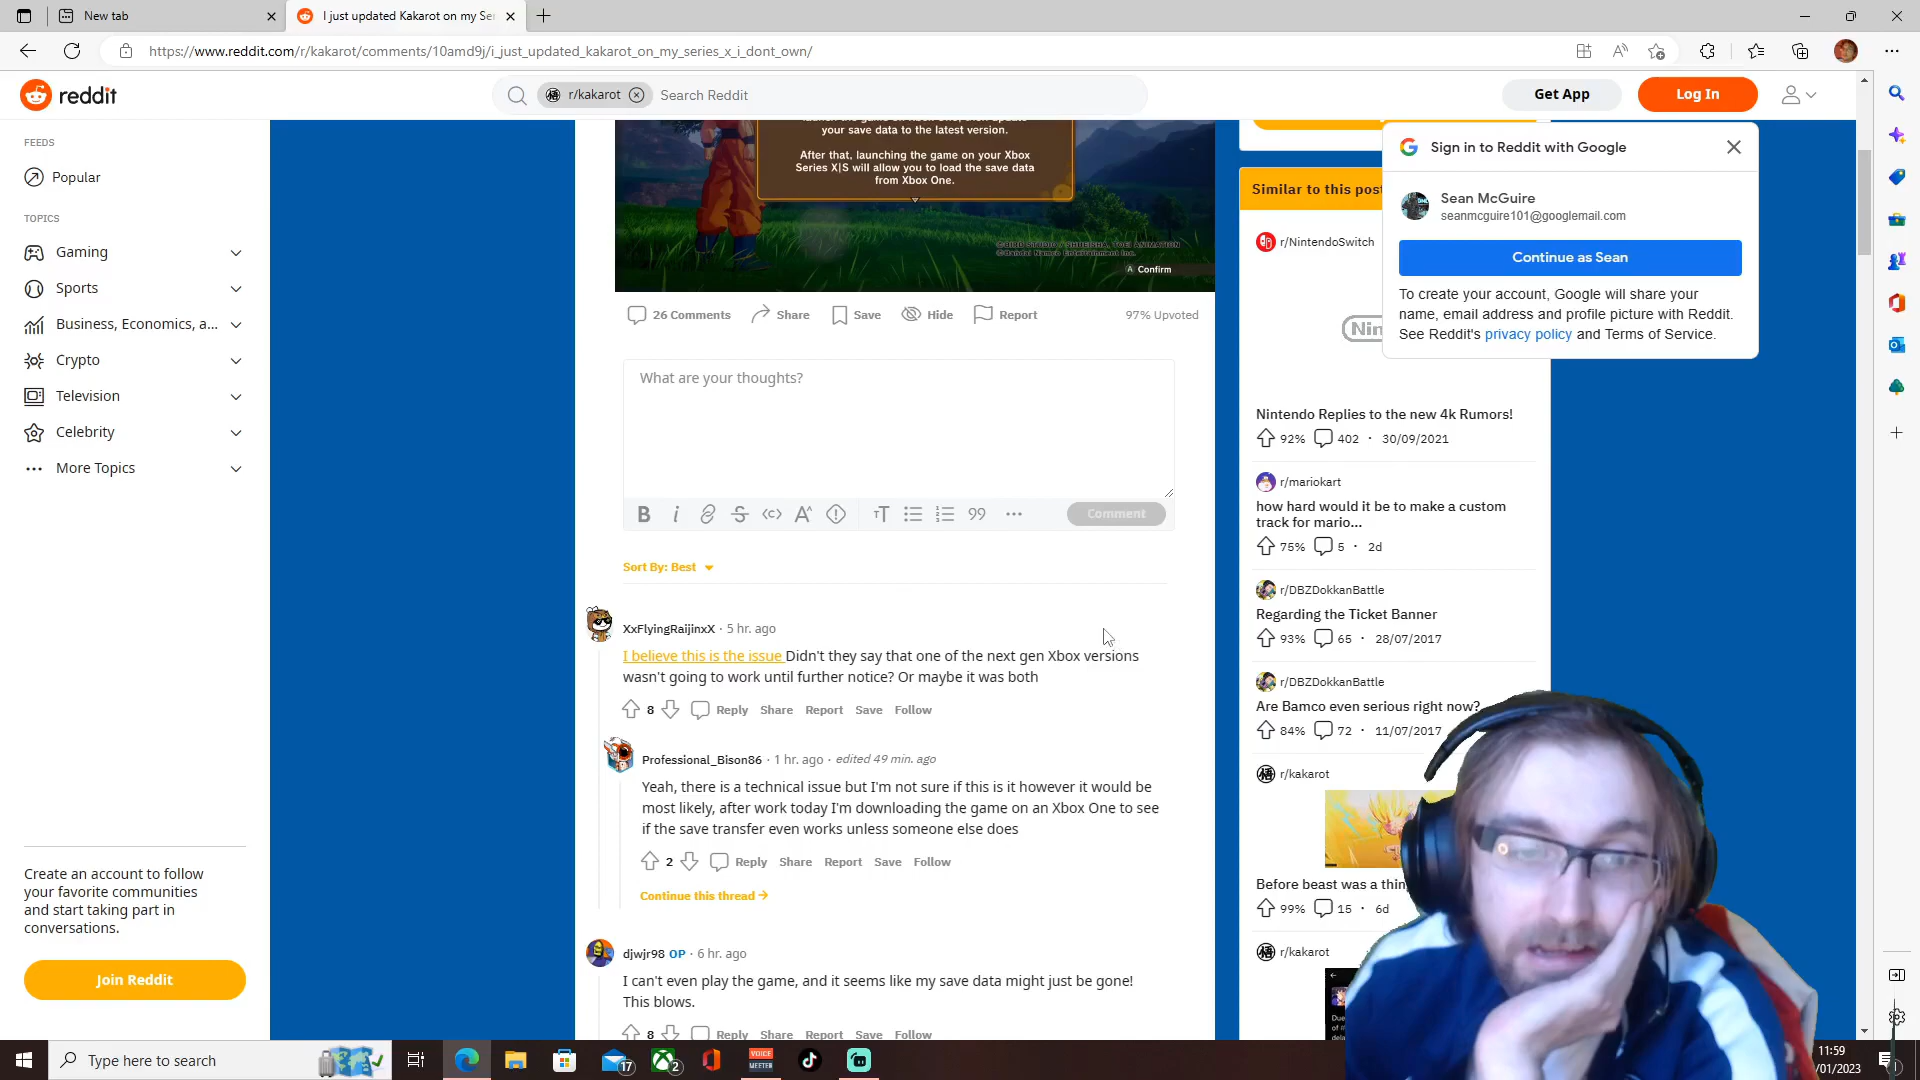 New tab
I just updated Kakarot on my Se
https://www.reddit.com/r/kakarot/comments/10amd9j/i_just_updated_kakarot_on_my_series_x_i_dont_own/
reddit
r/kakarot
Search Reddit
Get App
Log In
FEEDS
Popular
TOPICS
Gaming
Sports
Business, Economics, a...
Crypto
Television
Celebrity
More Topics
Create an account to follow
your favorite communities
and start taking part in
conversations.
Join Reddit
your save data to the latest version.
After that, launching the game on your Xbox
Series X|S will allow you to load the save data
from Xbox One.
A Confirm
26 Comments
Share
Save
Hide
Report
97% Upvoted
What are your thoughts?
Comment
Sort By: Best
XxFlyingRaijinxX · 5 hr. ago
I believe this is the issue Didn't they say that one of the next gen Xbox versions
wasn't going to work until further notice? Or maybe it was both
8 Reply Share Report Save Follow
Professional_Bison86 · 1 hr. ago · edited 49 min. ago
Yeah, there is a technical issue but I'm not sure if this is it however it would be
most likely, after work today I'm downloading the game on an Xbox One to see
if the save transfer even works unless someone else does
2 Reply Share Report Save Follow
Continue this thread →
djwjr98 OP · 6 hr. ago
I can't even play the game, and it seems like my save data might just be gone!
This blows.
8 Reply Share Report Save Follow
Similar to this post
Sign in to Reddit with Google
Sean McGuire
seanmcguire101@googlemail.com
Continue as Sean
To create your account, Google will share your
name, email address and profile picture with Reddit.
See Reddit's privacy policy and Terms of Service.
r/NintendoSwitch
Nin
Nintendo Replies to the new 4k Rumors!
92% 402 · 30/09/2021
r/mariokart
how hard would it be to make a custom
track for mario...
75% 5 · 2d
r/DBZDokkanBattle
Regarding the Ticket Banner
93% 65 · 28/07/2017
r/DBZDokkanBattle
Are Bamco even serious right now?
84% 72 · 11/07/2017
r/kakarot
Before beast was a thin
99% 15 · 6d
r/kakarot
Type here to search
17
2
VOICE
MEETER
11:59
/01/2023
1